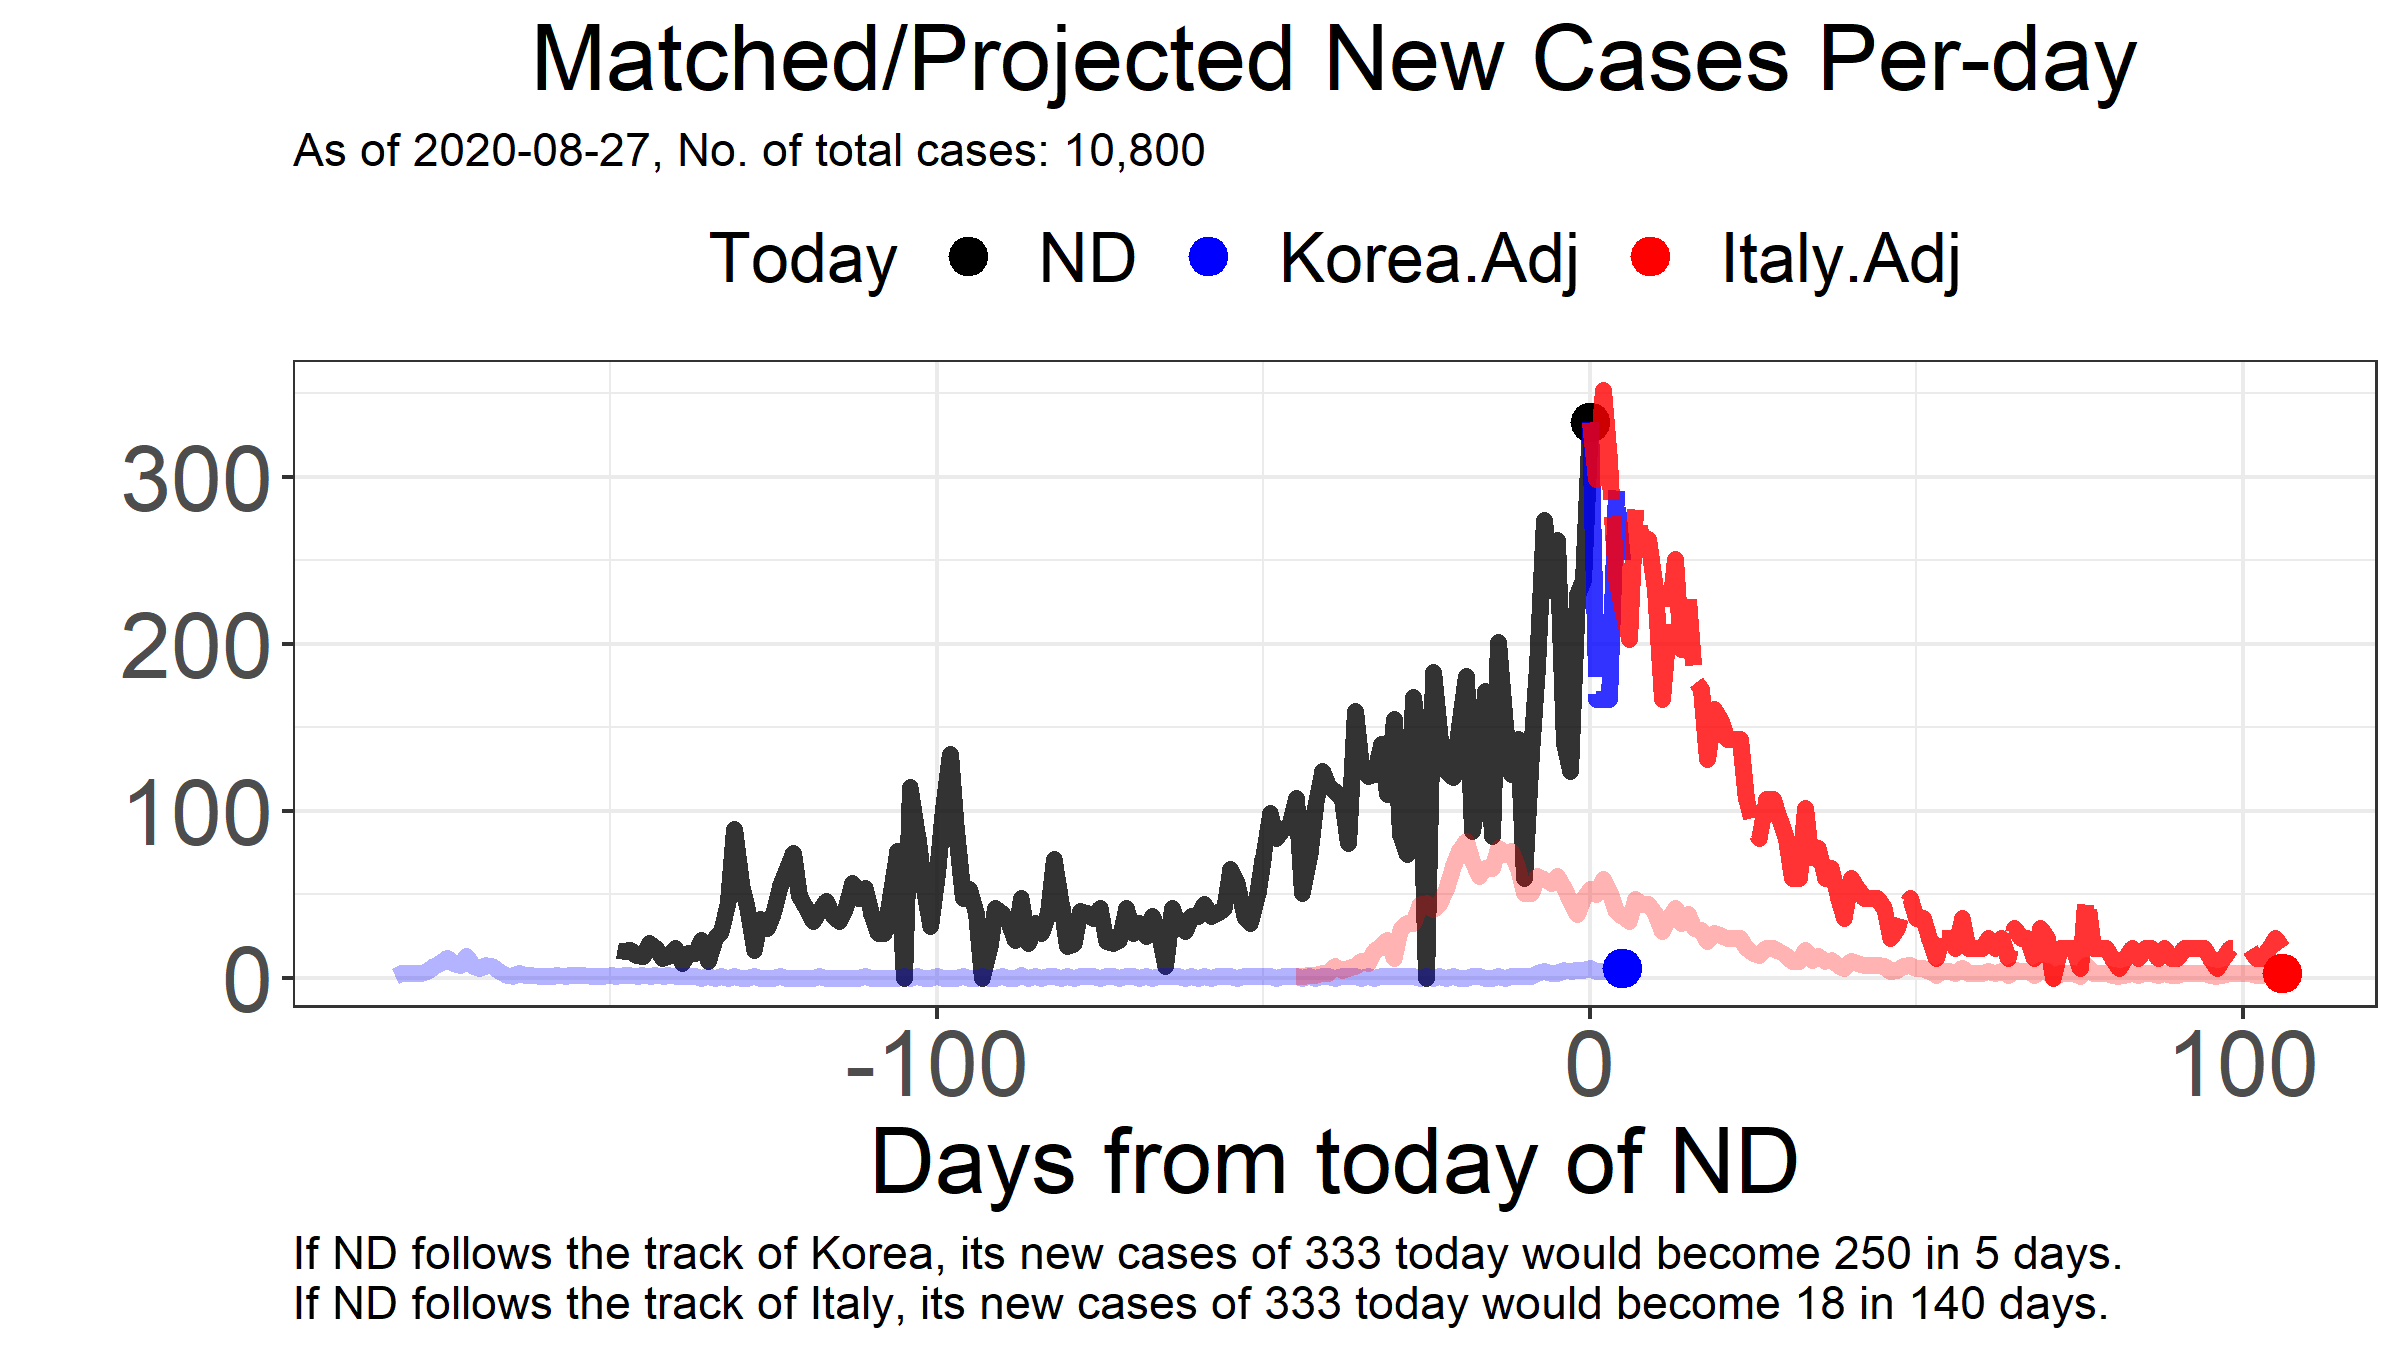 Matched/Projected New Cases Per-day
As of 2020-08-27, No. of total cases: 10,800
Today ND Korea.Adj Italy.Adj
300
200
100
0
-100 0 100
Days from today of ND
If ND follows the track of Korea, its new cases of 333 today would become 250 in 5 days.
If ND follows the track of Italy, its new cases of 333 today would become 18 in 140 days.